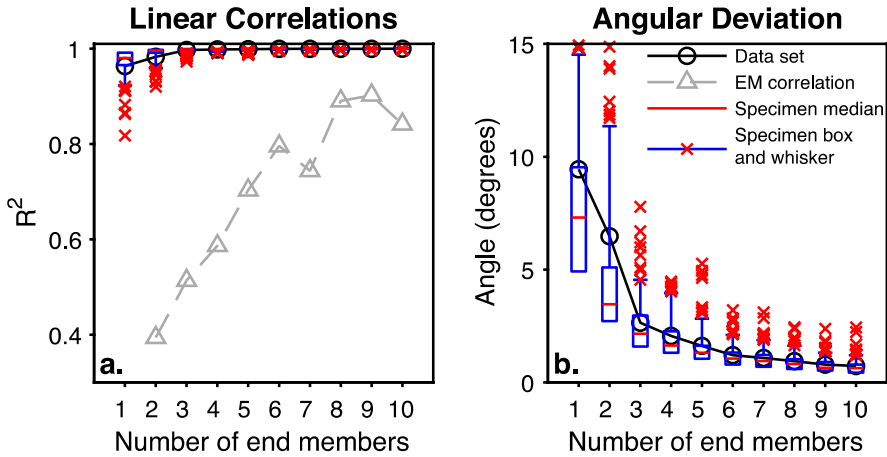 Linear Correlations
1
0.8
0.6
0.4
R2
a.
1 2 3 4 5 6 7 8 9 10
Number of end members
Angular Deviation
15
10
5
0
Angle (degrees)
Data set
EM correlation
Specimen median
Specimen box
and whisker
b.
1 2 3 4 5 6 7 8 9 10
Number of end members